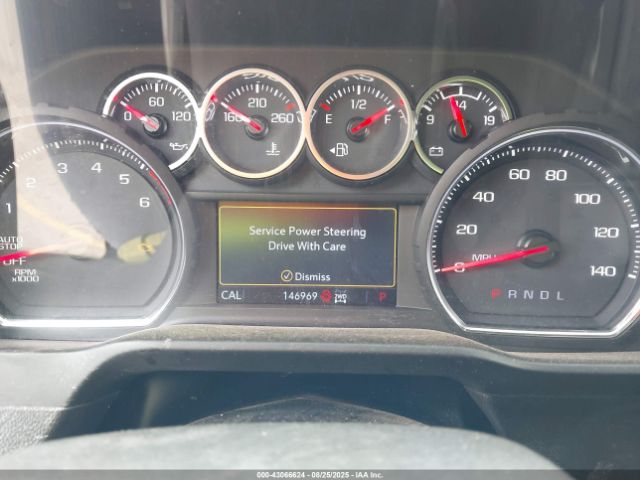 60
120
210
160
260
1/2
E
F
14
9
19
1
2
3
4
5
6
AUTO
STOP
OFF
RPM
x1000
Service Power Steering
Drive With Care
Dismiss
CAL
146969
2WD
P
0
20
40
60
80
100
120
140
MPH
P R N D L
000-43066624 - 08/25/2025 - IAA Inc.